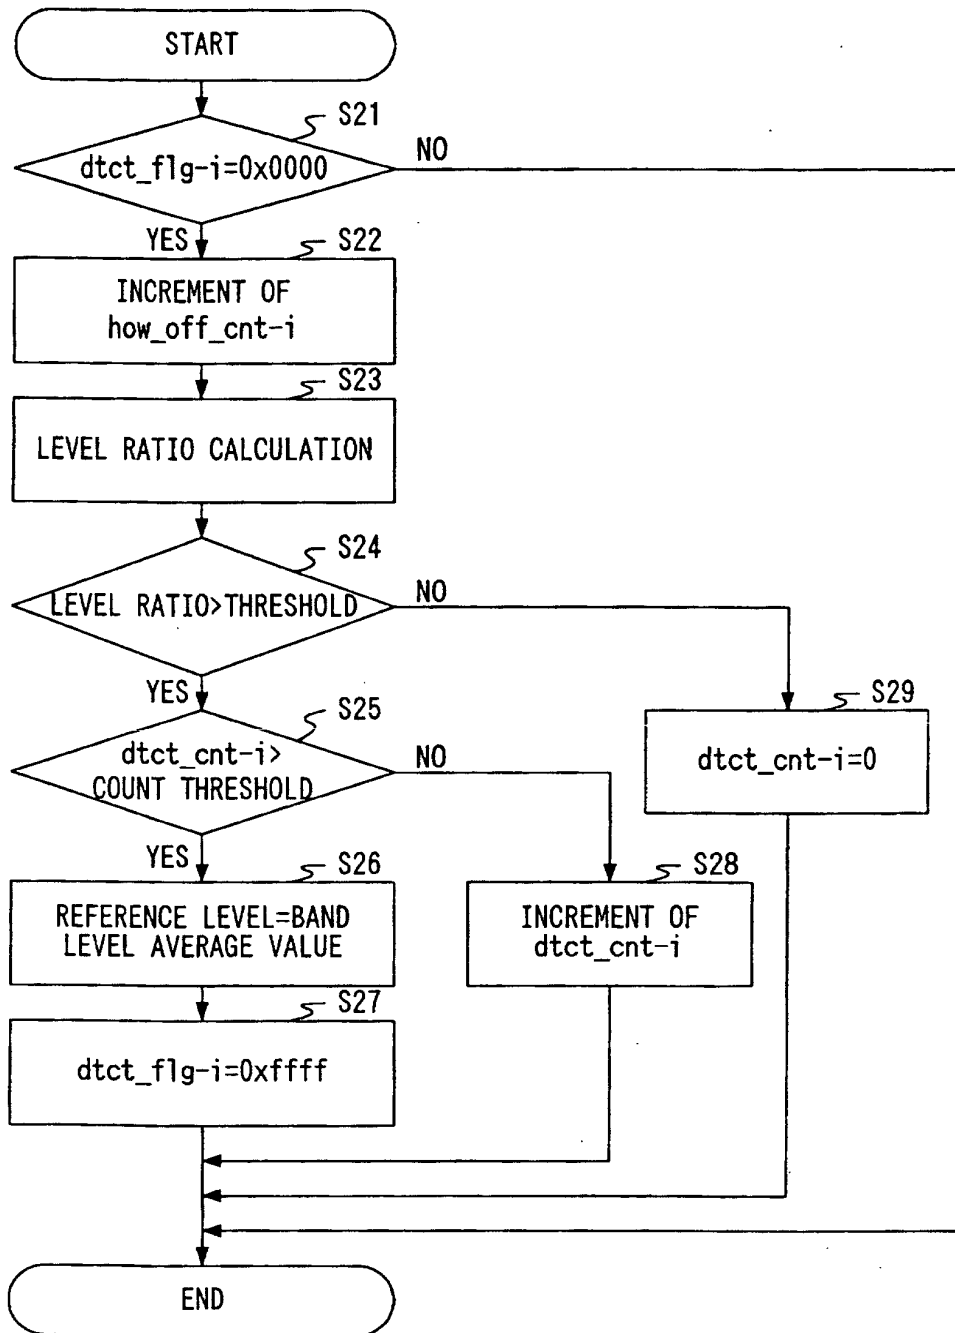 START
S21
dtct_flg-i=0x0000
NO
YES
S22
INCREMENT OF
how_off_cnt-i
S23
LEVEL RATIO CALCULATION
S24
LEVEL RATIO>THRESHOLD
NO
YES
S25
dtct_cnt-i>
COUNT THRESHOLD
NO
S29
dtct_cnt-i=0
YES
S26
REFERENCE LEVEL=BAND
LEVEL AVERAGE VALUE
S28
INCREMENT OF
dtct_cnt-i
S27
dtct_flg-i=0xffff
END